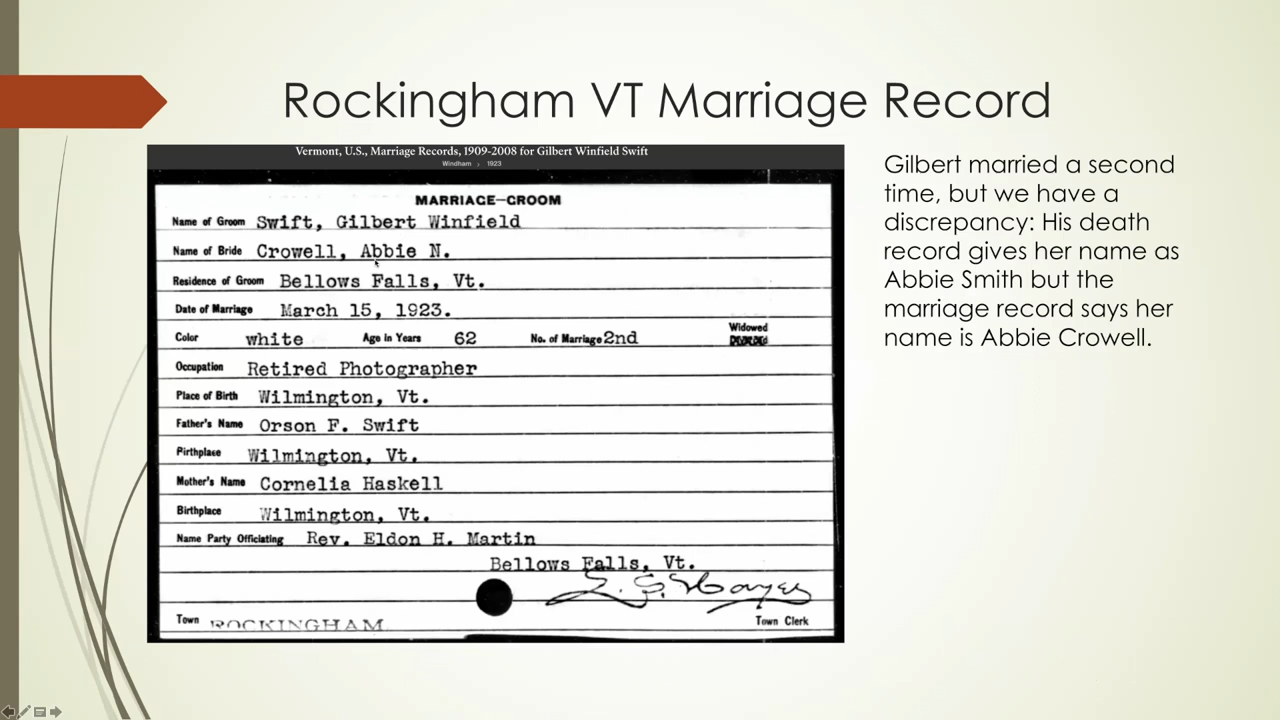 Rockingham VT Marriage Record
Vermont, U.S., Marriage Records, 1909-2008 for Gilbert Winfield Swift
Windham > 1923
MARRIAGE—GROOM
Name of Groom Swift, Gilbert Winfield
Name of Bride Crowell, Abbie N.
Residence of Groom Bellows Falls, Vt.
Date of Marriage March 15, 1923.
Color white Age in Years 62 No. of Marriage 2nd Widowed
Occupation Retired Photographer
Place of Birth Wilmington, Vt.
Father's Name Orson F. Swift
Pirthplace Wilmington, Vt.
Mother's Name Cornelia Haskell
Birthplace Wilmington, Vt.
Name Party Officiating Rev. Eldon H. Martin
Bellows Falls, Vt.
Town ROCKINGHAM Town Clerk
Gilbert married a second
time, but we have a
discrepancy: His death
record gives her name as
Abbie Smith but the
marriage record says her
name is Abbie Crowell.